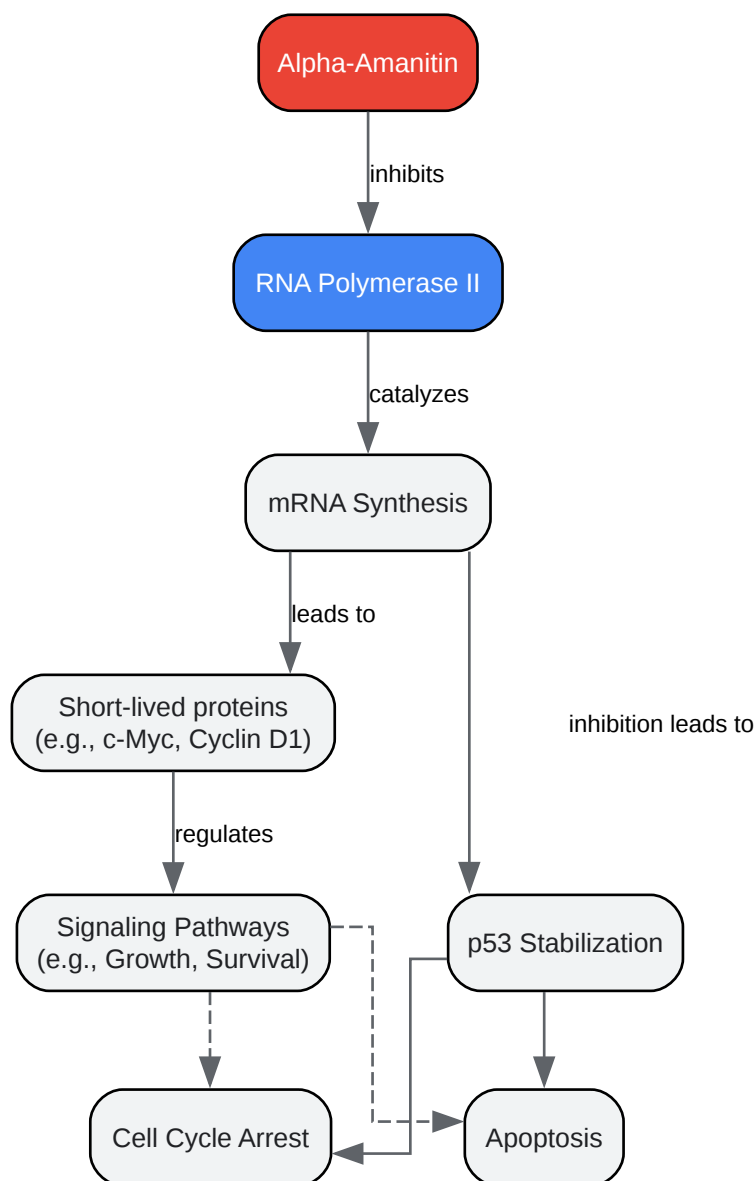 Alpha-Amanitin
inhibits
RNA Polymerase II
catalyzes
mRNA Synthesis
leads to
Short-lived proteins
(e.g., c-Myc, Cyclin D1)
inhibition leads to
regulates
Signaling Pathways
(e.g., Growth, Survival)
p53 Stabilization
Cell Cycle Arrest
Apoptosis